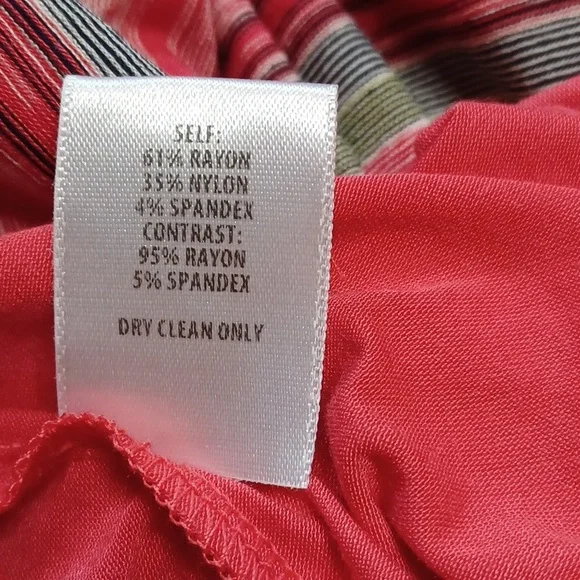 SELF:
61% RAYON
35% NYLON
4% SPANDEX
CONTRAST:
95% RAYON
5% SPANDEX
DRY CLEAN ONLY